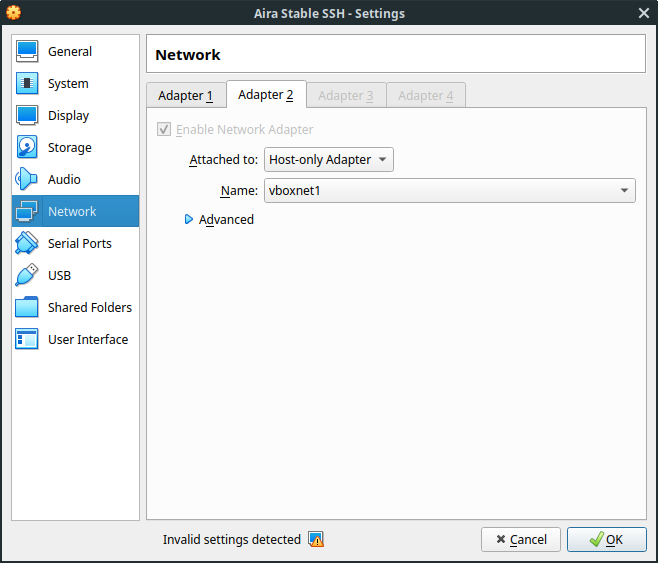 Aira Stable SSH - Settings
General
System
Display
Storage
Audio
Network
Serial Ports
USB
Shared Folders
User Interface
Network
Adapter 1 Adapter 2 Adapter 3 Adapter 4
Enable Network Adapter
Attached to: Host-only Adapter
Name: vboxnet1
Advanced
Invalid settings detected Cancel OK